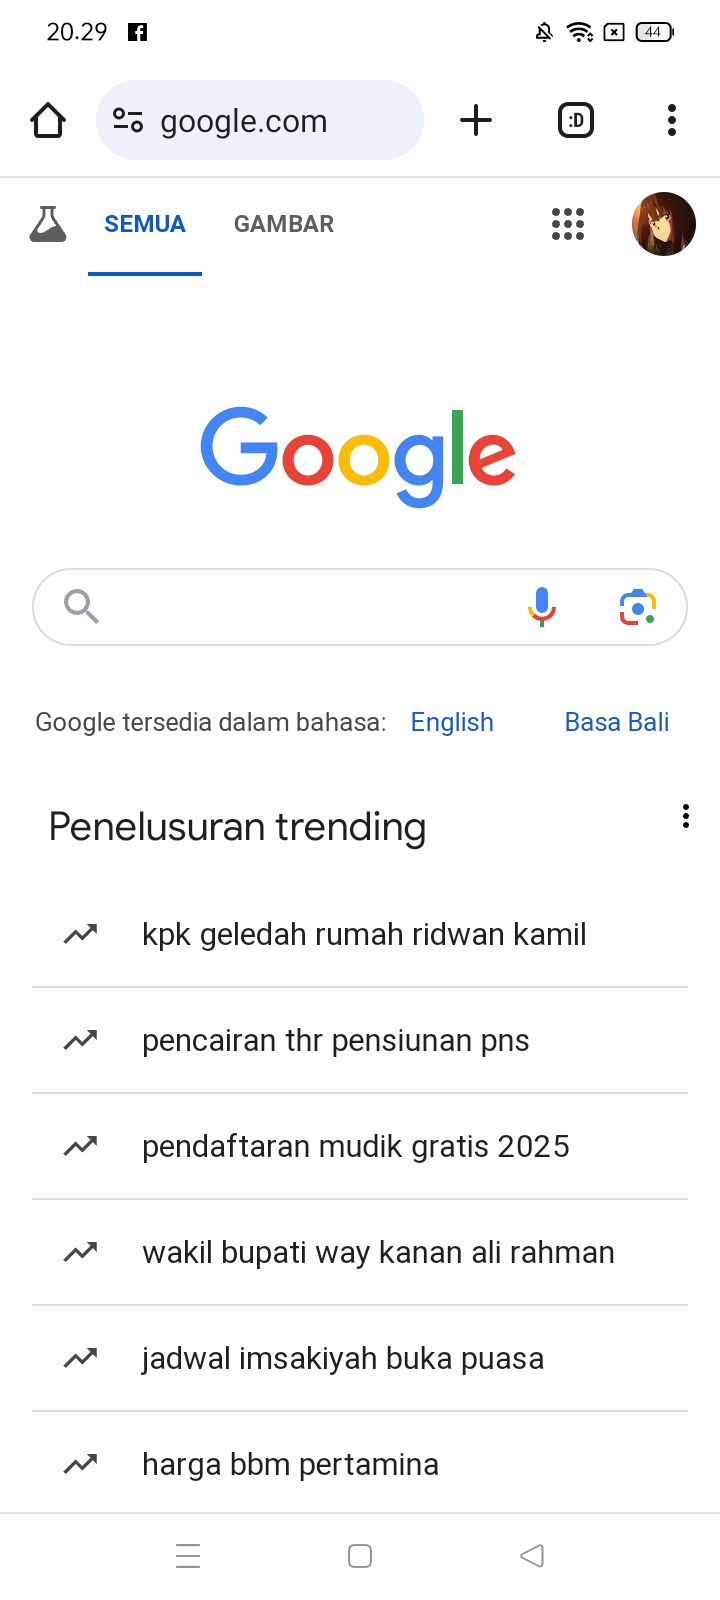 20.29
44
google.com
:D
SEMUA GAMBAR
Google
Google tersedia dalam bahasa: English Basa Bali
Penelusuran trending
kpk geledah rumah ridwan kamil
pencairan thr pensiunan pns
pendaftaran mudik gratis 2025
wakil bupati way kanan ali rahman
jadwal imsakiyah buka puasa
harga bbm pertamina